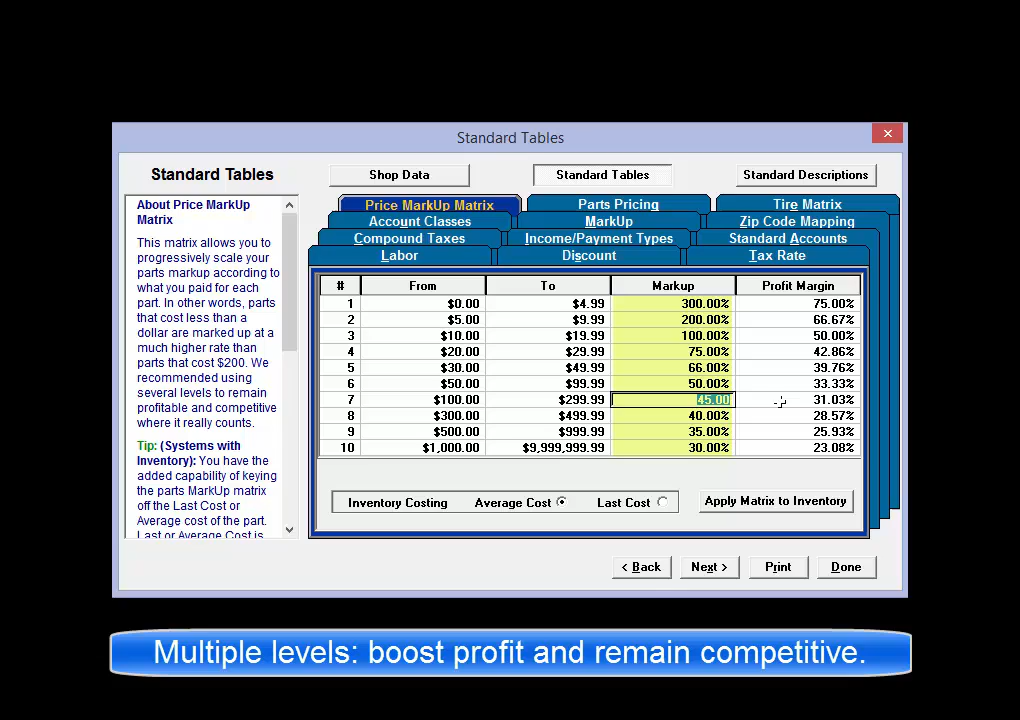 Standard Tables
Standard Tables
Shop Data
Standard Tables
Standard Descriptions
About Price MarkUp
Matrix
This matrix allows you to
progressively scale your
parts markup according to
what you paid for each
part. In other words, parts
that cost less than a
dollar are marked up at a
much higher rate than
parts that cost $200. We
recommended using
several levels to remain
profitable and competitive
where it really counts.
Tip: (Systems with
Inventory): You have the
added capability of keying
the parts MarkUp matrix
off the Last Cost or
Average cost of the part.
Last or Average Cost is
Price MarkUp Matrix
Parts Pricing
Tire Matrix
Account Classes
MarkUp
Zip Code Mapping
Compound Taxes
Income/Payment Types
Standard Accounts
Labor
Discount
Tax Rate
# From To Markup Profit Margin
1 $0.00 $4.99 300.00% 75.00%
2 $5.00 $9.99 200.00% 66.67%
3 $10.00 $19.99 100.00% 50.00%
4 $20.00 $29.99 75.00% 42.86%
5 $30.00 $49.99 66.00% 39.76%
6 $50.00 $99.99 50.00% 33.33%
7 $100.00 $299.99 45.00 31.03%
8 $300.00 $499.99 40.00% 28.57%
9 $500.00 $999.99 35.00% 25.93%
10 $1,000.00 $9,999,999.99 30.00% 23.08%
Inventory Costing Average Cost Last Cost
Apply Matrix to Inventory
< Back
Next >
Print
Done
Multiple levels: boost profit and remain competitive.